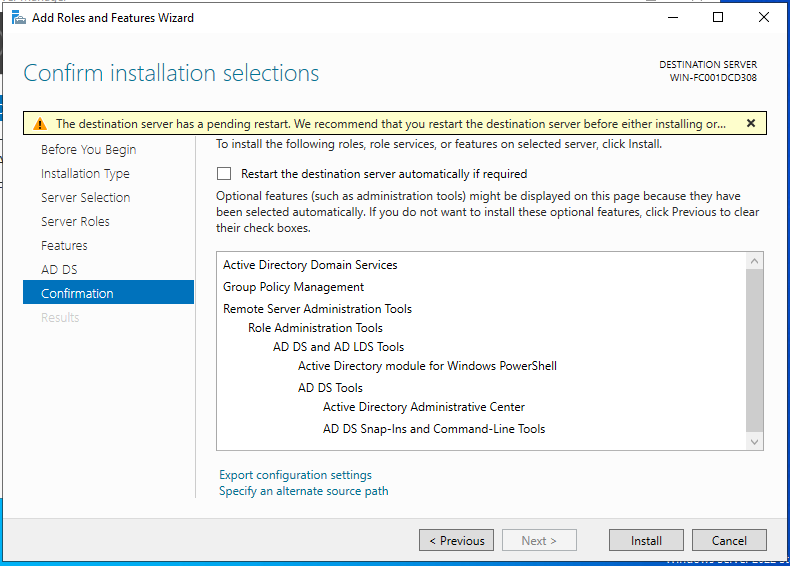 Add Roles and Features Wizard
Confirm installation selections
DESTINATION SERVER
WIN-FC001DCD308
The destination server has a pending restart. We recommend that you restart the destination server before either installing or...
Before You Begin
Installation Type
Server Selection
Server Roles
Features
AD DS
Confirmation
Results
To install the following roles, role services, or features on selected server, click Install.
Restart the destination server automatically if required
Optional features (such as administration tools) might be displayed on this page because they have
been selected automatically. If you do not want to install these optional features, click Previous to clear
their check boxes.
Active Directory Domain Services
Group Policy Management
Remote Server Administration Tools
Role Administration Tools
AD DS and AD LDS Tools
Active Directory module for Windows PowerShell
AD DS Tools
Active Directory Administrative Center
AD DS Snap-Ins and Command-Line Tools
Export configuration settings
Specify an alternate source path
< Previous
Next >
Install
Cancel